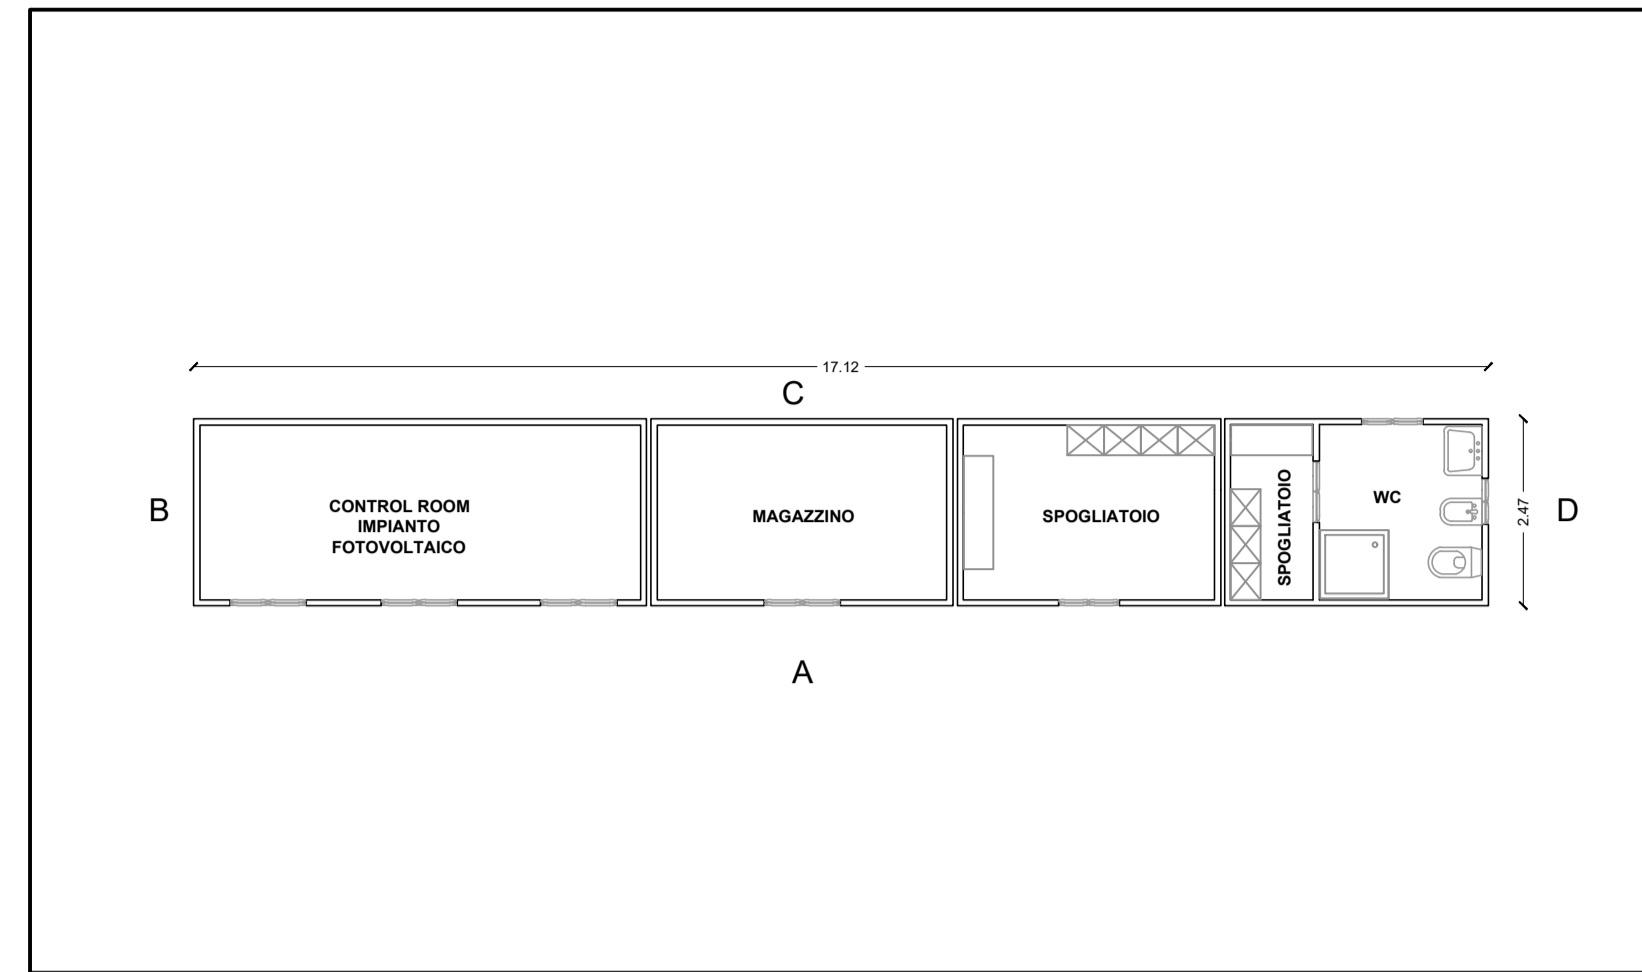 17.12
C
B
CONTROL ROOM
IMPIANTO
FOTOVOLTAICO
MAGAZZINO
SPOGLIATOIO
SPOGLIATOIO
WC
2.47
D
A